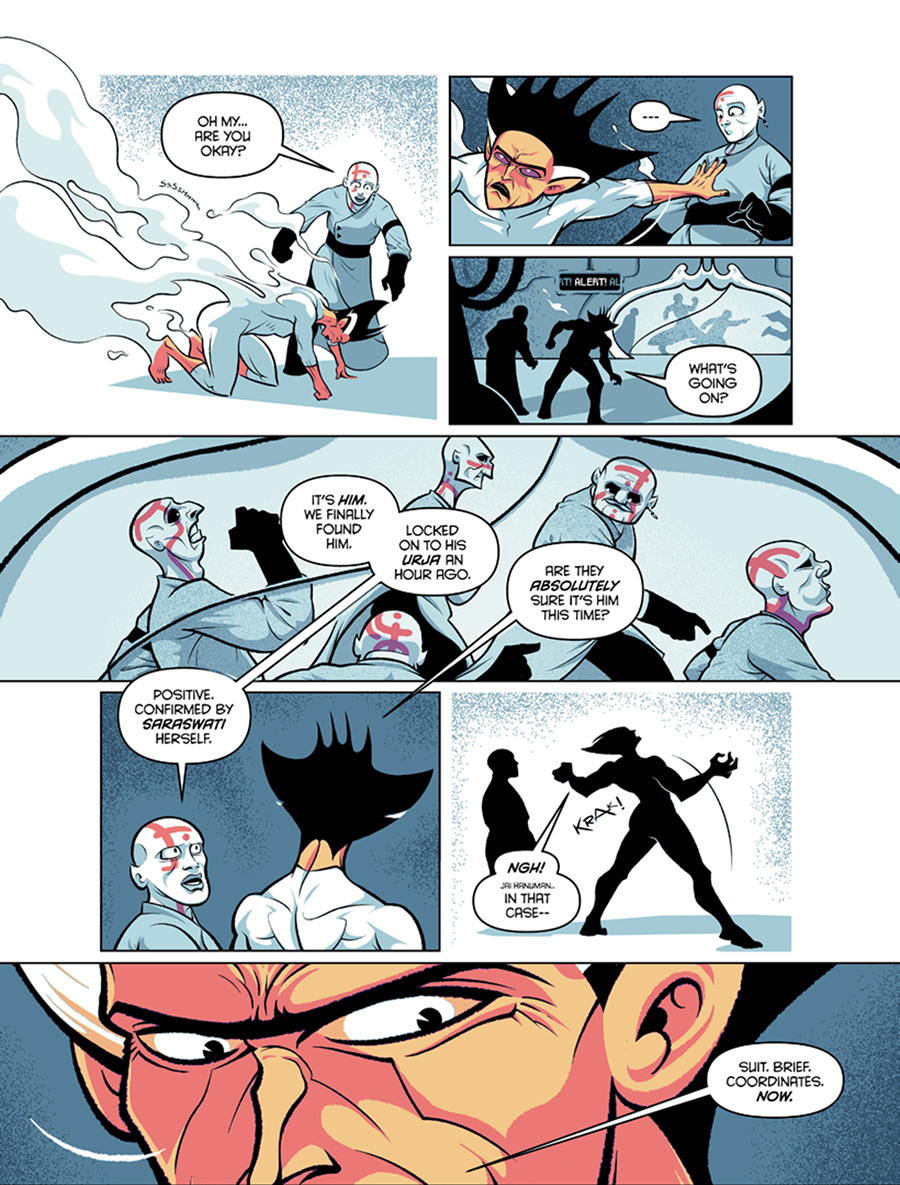 OH MY...
ARE YOU
OKAY?
---
RT! ALERT! AL
WHAT'S
GOING
ON?
IT'S HIM.
WE FINALLY
FOUND
HIM.
LOCKED
ON TO HIS
URJA AN
HOUR AGO.
ARE THEY
ABSOLUTELY
SURE IT'S HIM
THIS TIME?
POSITIVE.
CONFIRMED BY
SARASWATI
HERSELF.
KRAK!
NGH!
JAI HANUMAN..
IN THAT
CASE--
SUIT. BRIEF.
COORDINATES.
NOW.